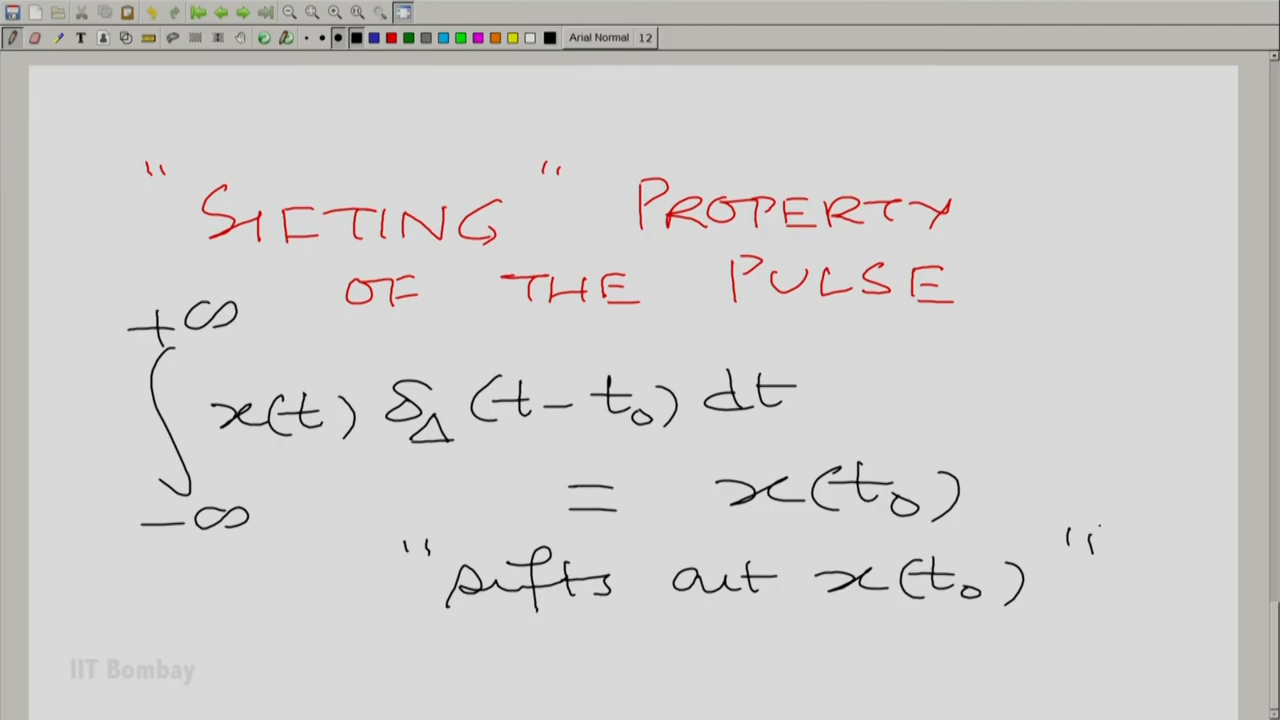 Arial Normal 12
"SIFTING" PROPERTY
OF THE PULSE
+∞
∫ x(t) δ_Δ (t - t₀) dt
-∞
= x(t₀)
"sifts out x(t₀)"
IIT Bombay